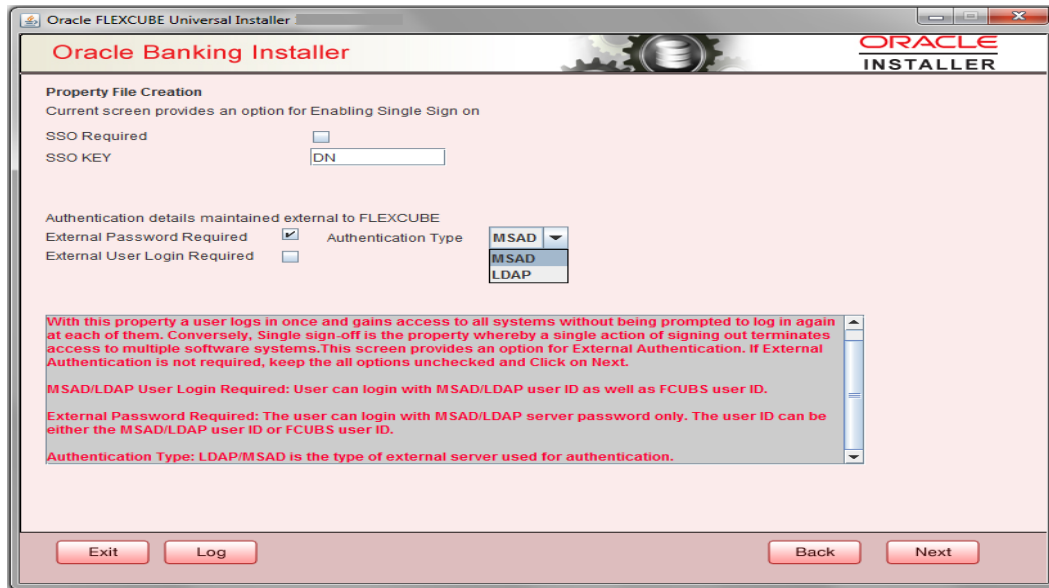 Oracle FLEXCUBE Universal Installer
Oracle Banking Installer
ORACLE
INSTALLER
Property File Creation
Current screen provides an option for Enabling Single Sign on
SSO Required
SSO KEY DN
Authentication details maintained external to FLEXCUBE
External Password Required Authentication Type MSAD
External User Login Required MSAD
LDAP
With this property a user logs in once and gains access to all systems without being prompted to log in again
at each of them. Conversely, Single sign-off is the property whereby a single action of signing out terminates
access to multiple software systems.This screen provides an option for External Authentication. If External
Authentication is not required, keep the all options unchecked and Click on Next.
MSAD/LDAP User Login Required: User can login with MSAD/LDAP user ID as well as FCUBS user ID.
External Password Required: The user can login with MSAD/LDAP server password only. The user ID can be
either the MSAD/LDAP user ID or FCUBS user ID.
Authentication Type: LDAP/MSAD is the type of external server used for authentication.
Exit Log Back Next